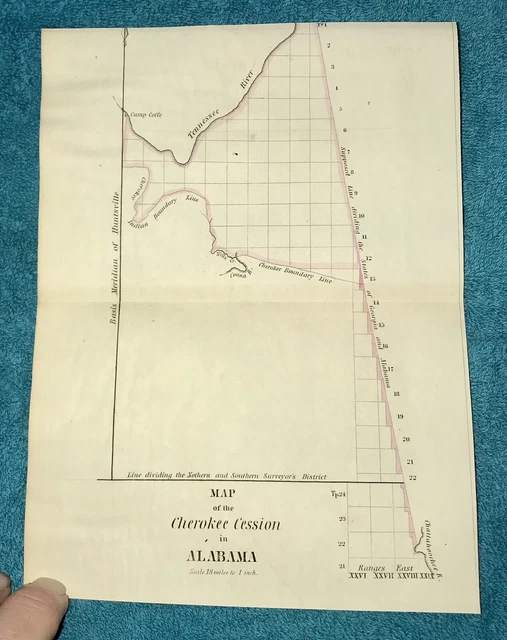 Tp.1
2
3
4
5
6
7
8
9
10
11
12
13
14
15
16
17
18
19
20
21
22
Tennessee River
Camp Coffe
Supposed Line dividing the States of Georgia and Alabama
Indian Boundary Line
Basis Meridian of Huntsville
Coosa R.
Cherokee Boundary Line
Line dividing the Nothern and Southern Surveyor's District
MAP
of the
Cherokee Cession
in
ALABAMA
Scale 18 miles to 1 inch.
Tp.24
23
22
21
Chattahoochee R.
Ranges East
XXVI XXVII XXVIII XXIX